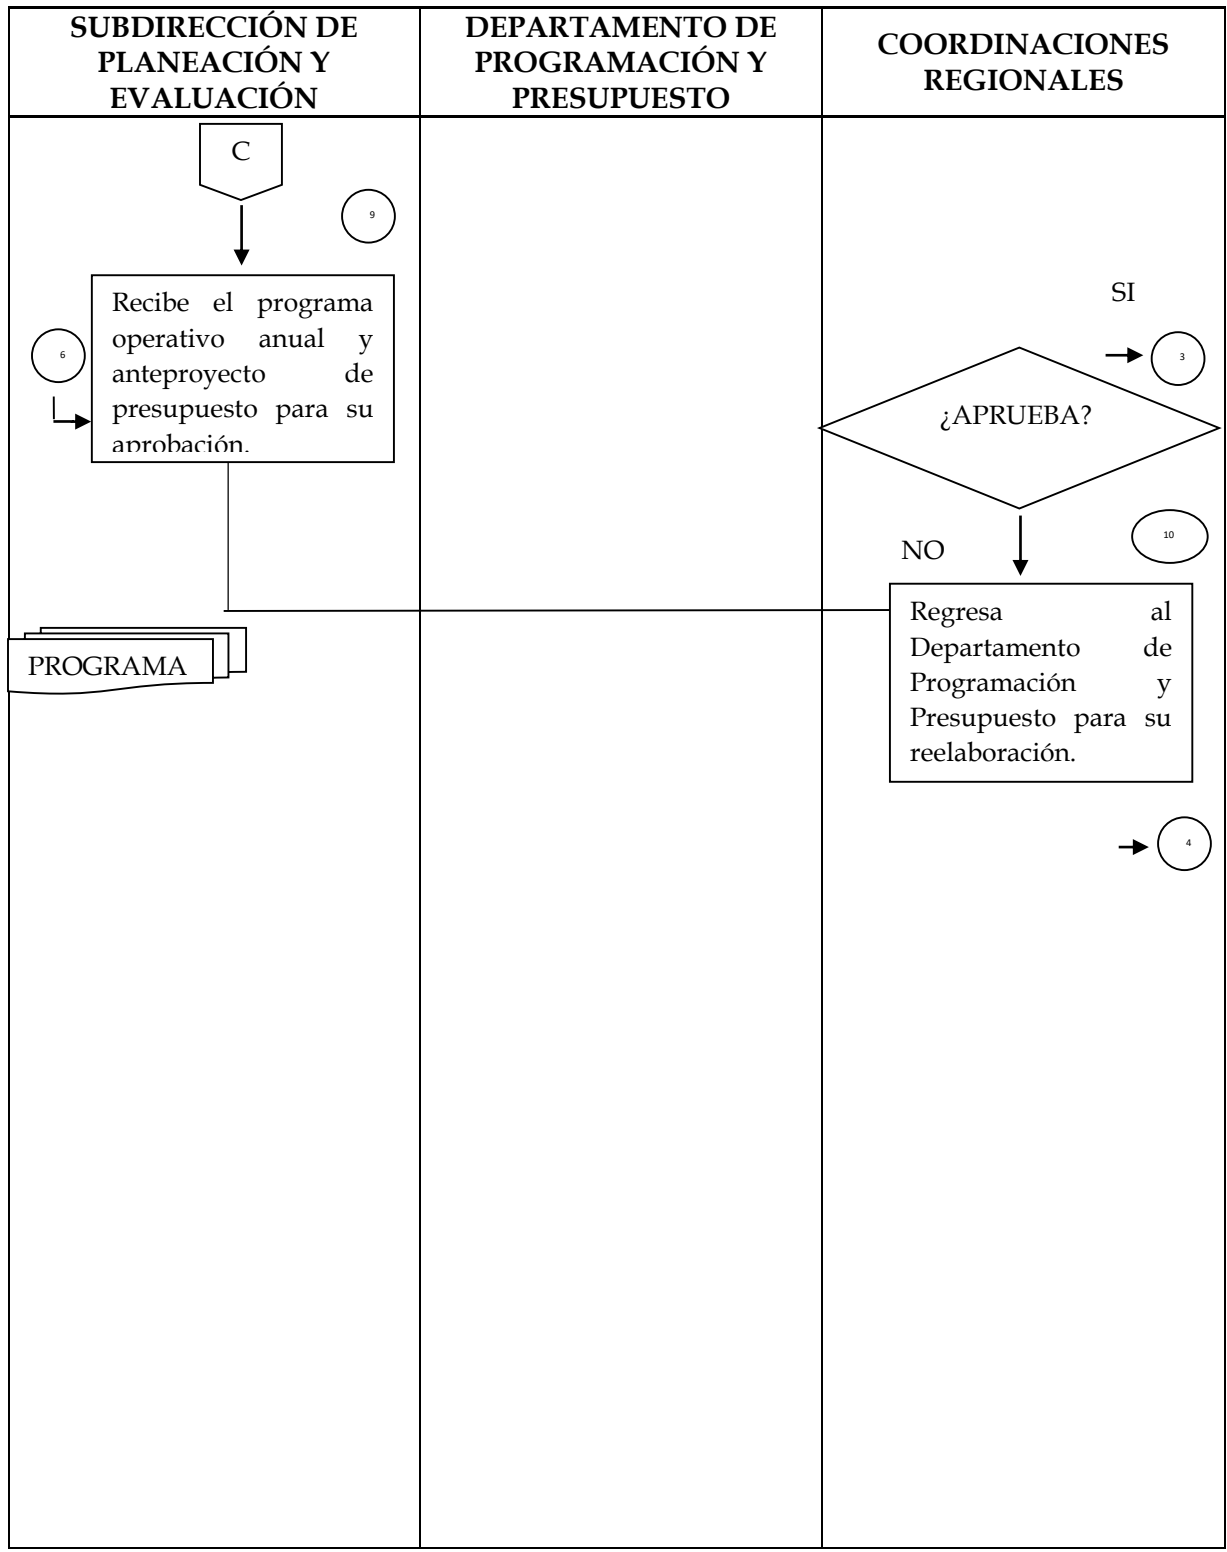 SUBDIRECCIÓN DE
PLANEACIÓN Y
EVALUACIÓN
DEPARTAMENTO DE
PROGRAMACIÓN Y
PRESUPUESTO
COORDINACIONES
REGIONALES
C
9
Recibe el programa
operativo anual y
anteproyecto de
presupuesto para su
aprobación.
6
PROGRAMA
SI
3
¿APRUEBA?
10
NO
Regresa al
Departamento de
Programación y
Presupuesto para su
reelaboración.
4